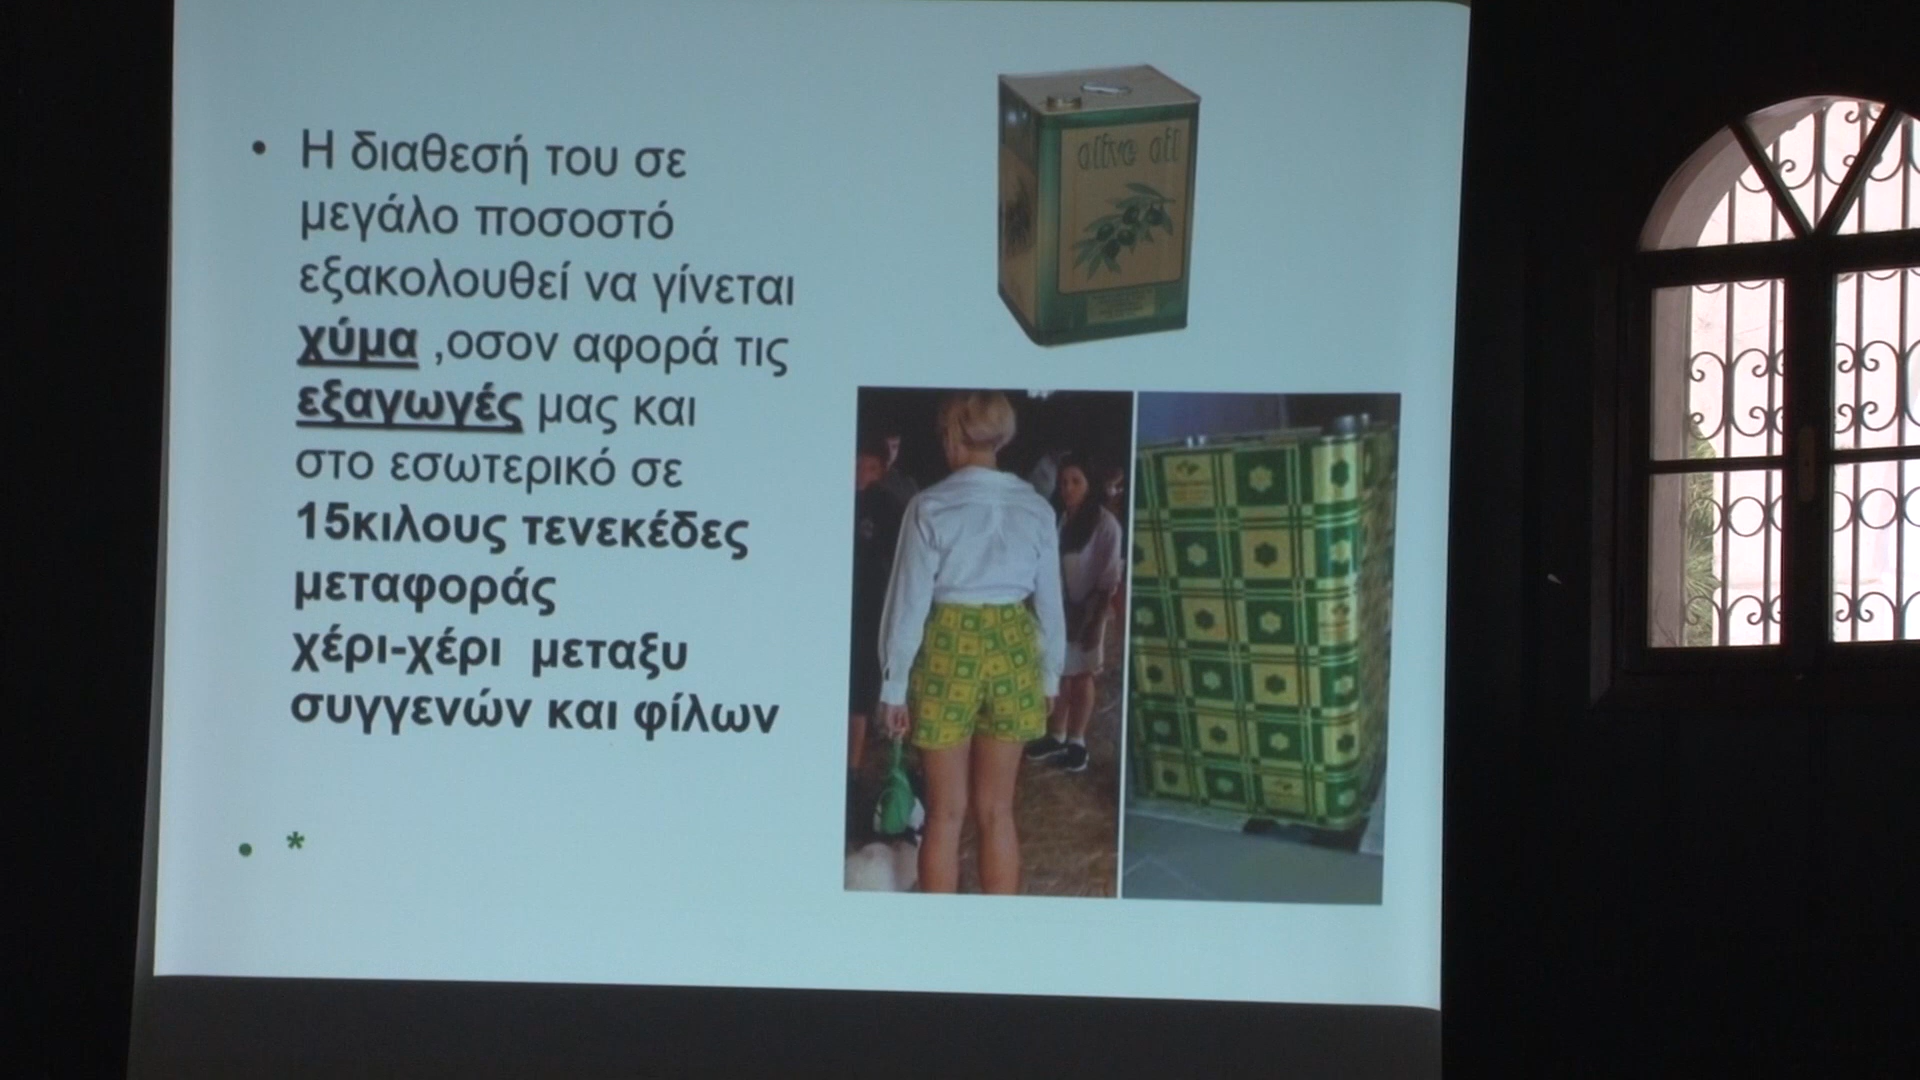 • Η διαθεσή του σε
μεγάλο ποσοστό
εξακολουθεί να γίνεται
χύμα ,οσον αφορά τις
εξαγωγές μας και
στο εσωτερικό σε
15κιλους τενεκέδες
μεταφοράς
χέρι-χέρι μεταξυ
συγγενών και φίλων
• *
olive oil